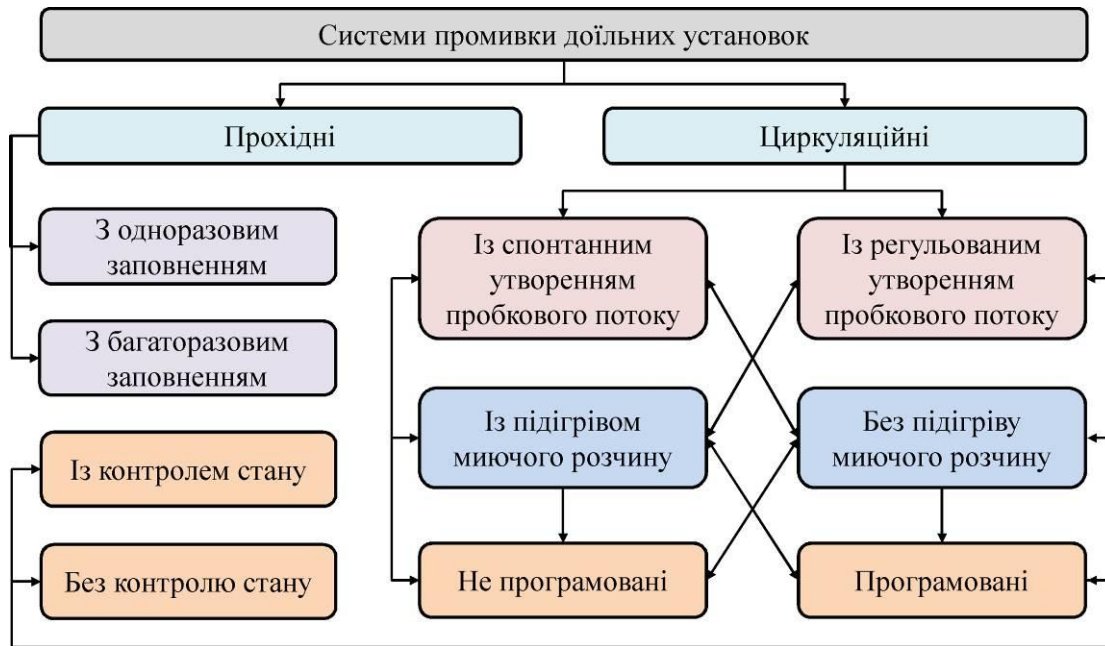 Системи промивки доїльних установок
Прохідні
Циркуляційні
З одноразовим
заповненням
Із спонтанним
утворенням
пробкового потоку
Із регульованим
утворенням
пробкового потоку
З багаторазовим
заповненням
Із підігрівом
миючого розчину
Без підігріву
миючого розчину
Із контролем стану
Без контролю стану
Не програмовані
Програмовані